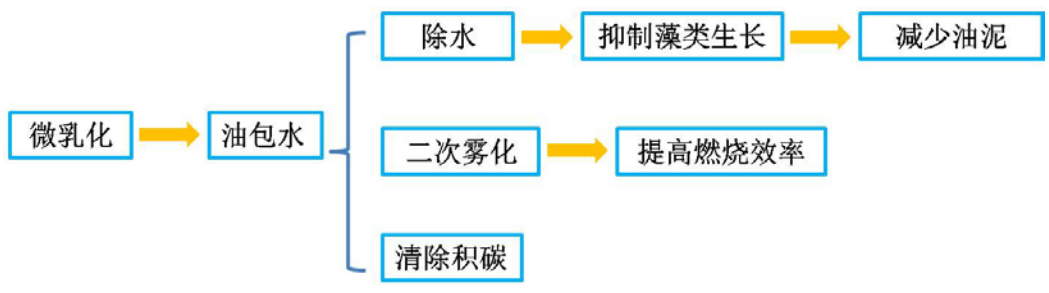 除水
抑制藻类生长
减少油泥
微乳化
油包水
二次雾化
提高燃烧效率
清除积碳